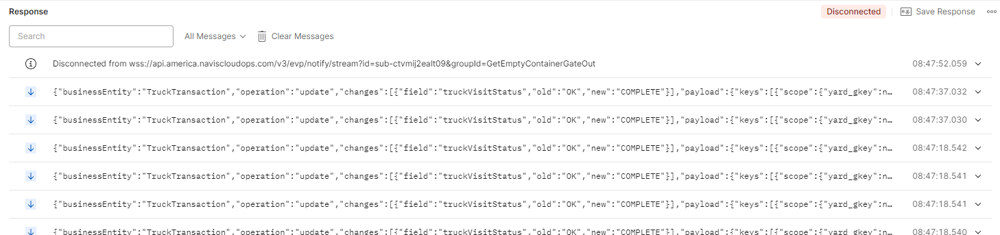 Response
Disconnected
e.g. Save Response
Search
All Messages
Clear Messages
Disconnected from wss://api.america.naviscloudops.com/v3/evp/notify/stream?id=sub-ctvmij2ealt09&groupId=GetEmptyContainerGateOut 08:47:52.059
{"businessEntity":"TruckTransaction","operation":"update","changes":[{"field":"truckVisitStatus","old":"OK","new":"COMPLETE"}],"payload":{"keys":[{"scope":{"yard_gkey":n… 08:47:37.032
{"businessEntity":"TruckTransaction","operation":"update","changes":[{"field":"truckVisitStatus","old":"OK","new":"COMPLETE"}],"payload":{"keys":[{"scope":{"yard_gkey":n… 08:47:37.030
{"businessEntity":"TruckTransaction","operation":"update","changes":[{"field":"truckVisitStatus","old":"OK","new":"COMPLETE"}],"payload":{"keys":[{"scope":{"yard_gkey":n… 08:47:18.542
{"businessEntity":"TruckTransaction","operation":"update","changes":[{"field":"truckVisitStatus","old":"OK","new":"COMPLETE"}],"payload":{"keys":[{"scope":{"yard_gkey":n… 08:47:18.541
{"businessEntity":"TruckTransaction","operation":"update","changes":[{"field":"truckVisitStatus","old":"OK","new":"COMPLETE"}],"payload":{"keys":[{"scope":{"yard_gkey":n… 08:47:18.541
{"businessEntity":"TruckTransaction","operation":"update","changes":[{"field":"truckVisitStatus","old":"OK","new":"COMPLETE"}],"payload":{"keys":[{"scope":{"yard_gkey":n… 08:47:18.540